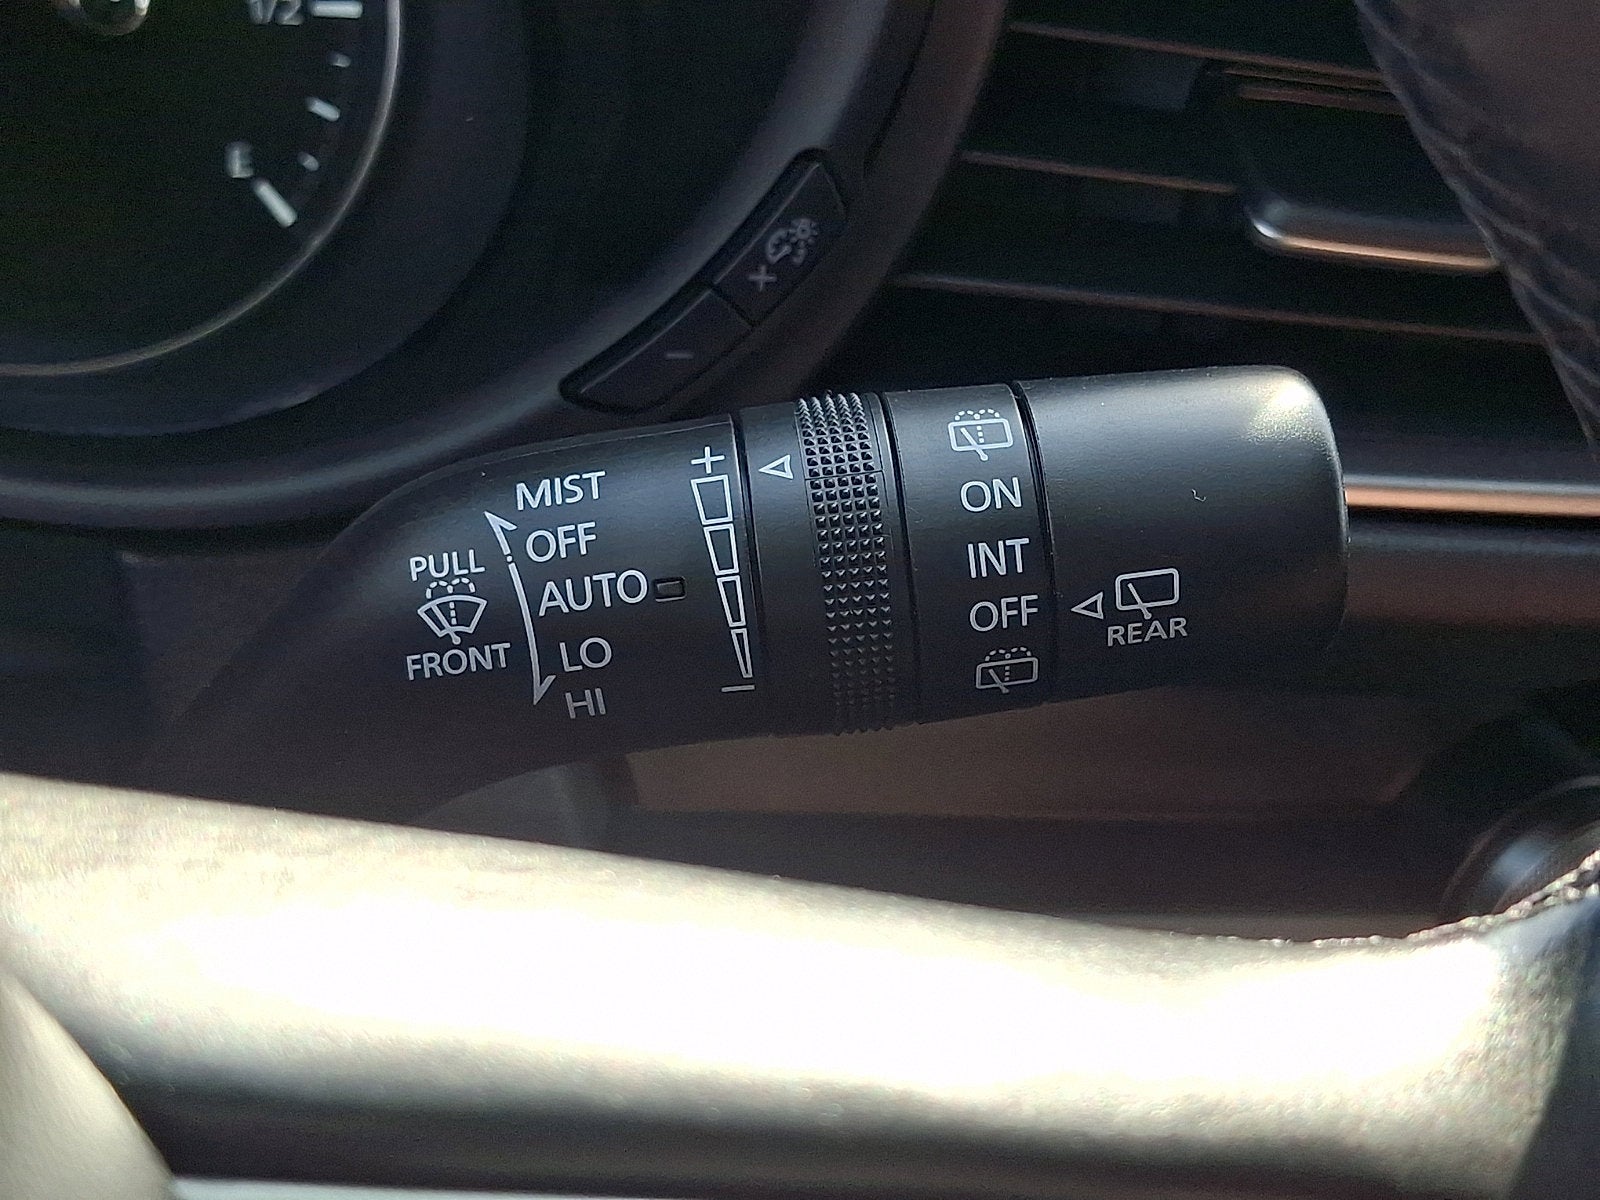 1/2
E
+
-
MIST
OFF
AUTO
LO
HI
PULL
FRONT
+
-
ON
INT
OFF
REAR